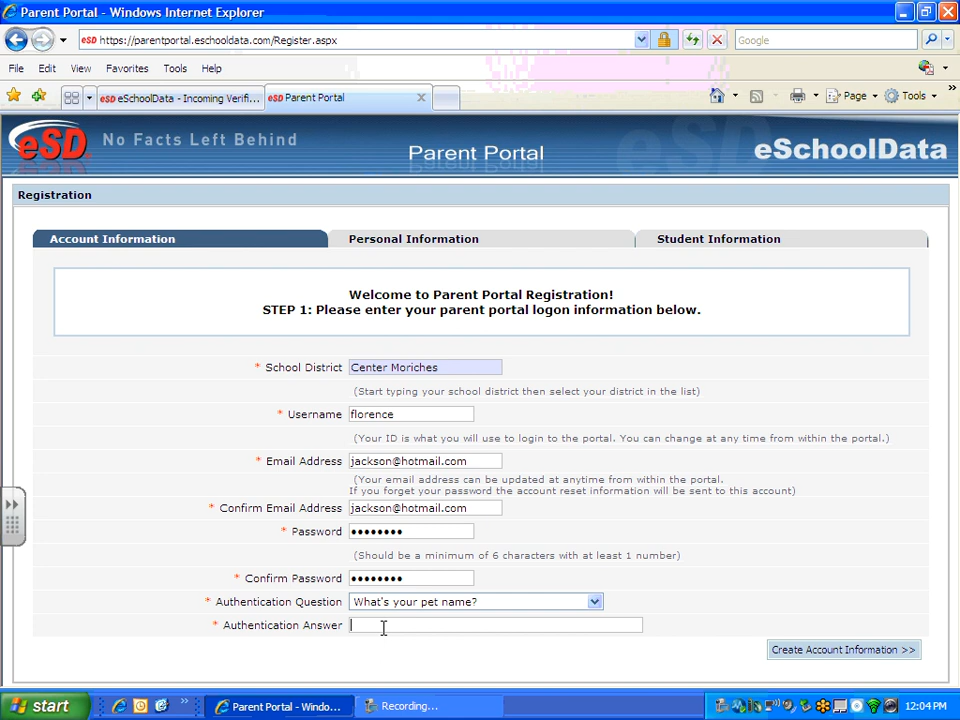 Parent Portal - Windows Internet Explorer
eSD https://parentportal.eschooldata.com/Register.aspx
Google
File Edit View Favorites Tools Help
eSD eSchoolData - Incoming Verifi...
eSD Parent Portal
Page Tools
eSD No Facts Left Behind
Parent Portal
eSchoolData
Registration
Account Information
Personal Information
Student Information
Welcome to Parent Portal Registration!
STEP 1: Please enter your parent portal logon information below.
* School District Center Moriches
(Start typing your school district then select your district in the list)
* Username florence
(Your ID is what you will use to login to the portal. You can change at any time from within the portal.)
* Email Address jackson@hotmail.com
(Your email address can be updated at anytime from within the portal.
If you forget your password the account reset information will be sent to this account)
* Confirm Email Address jackson@hotmail.com
* Password ••••••••
(Should be a minimum of 6 characters with at least 1 number)
* Confirm Password ••••••••
* Authentication Question What's your pet name?
* Authentication Answer
Create Account Information >>
start
Parent Portal - Windo...
Recording...
12:04 PM